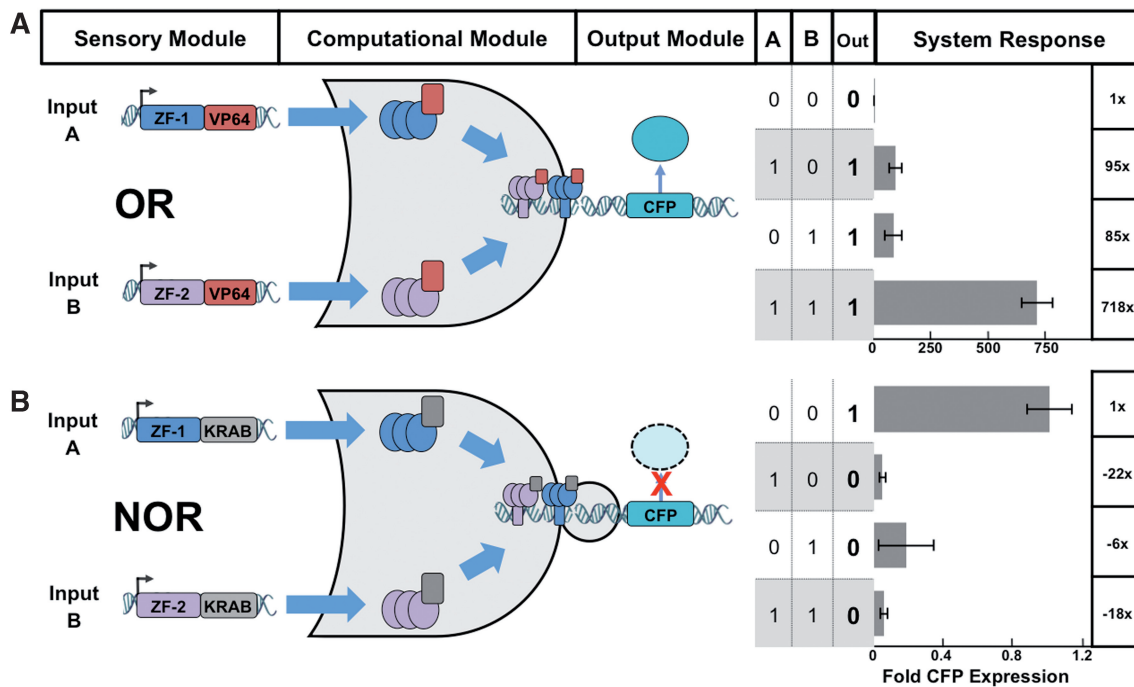 A
Sensory Module Computational Module Output Module A B Out System Response
Input A
ZF-1 VP64
OR
Input B
ZF-2 VP64
CFP
0 0 0 1x
1 0 1 95x
0 1 1 85x
1 1 1 718x
0 250 500 750
B
Input A
ZF-1 KRAB
NOR
Input B
ZF-2 KRAB
X
CFP
0 0 1 1x
1 0 0 -22x
0 1 0 -6x
1 1 0 -18x
0 0.4 0.8 1.2
Fold CFP Expression